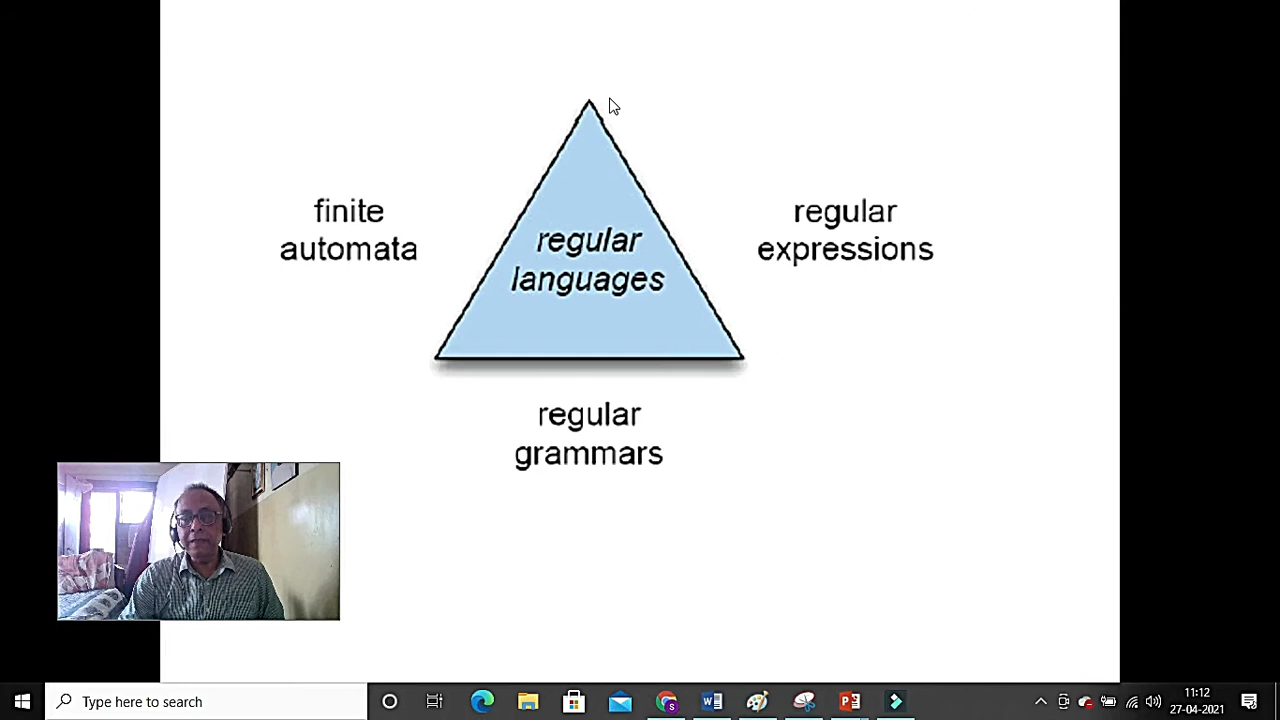 finite
automata
regular
languages
regular
expressions
regular
grammars
Type here to search
11:12
27-04-2021